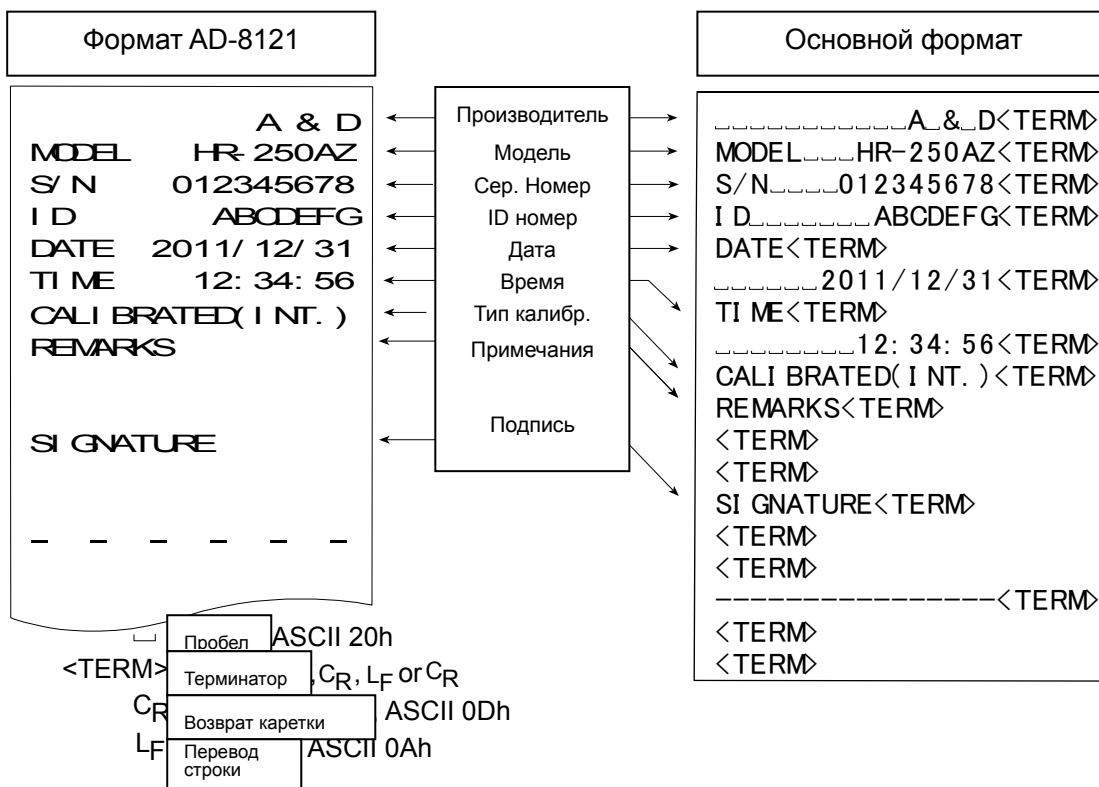 Формат AD-8121
A & D
MODEL HR-250AZ
S/N 012345678
ID ABCDEFG
DATE 2011/12/31
TIME 12:34:56
CALIBRATED(INT.)
REMARKS
SIGNATURE
- - - - - -
Производитель
Модель
Сер. Номер
ID номер
Дата
Время
Тип калибр.
Примечания
Подпись
Основной формат
␣␣␣␣␣␣␣␣␣␣␣A␣&␣D<TERM>
MODEL␣␣␣HR-250AZ<TERM>
S/N␣␣␣␣012345678<TERM>
ID␣␣␣␣␣␣␣ABCDEFG<TERM>
DATE<TERM>
␣␣␣␣␣␣2011/12/31<TERM>
TIME<TERM>
␣␣␣␣␣␣␣␣12:34:56<TERM>
CALIBRATED(INT.)<TERM>
REMARKS<TERM>
<TERM>
<TERM>
SIGNATURE<TERM>
<TERM>
<TERM>
----------------<TERM>
<TERM>
<TERM>
␣ Пробел ASCII 20h
<TERM> Терминатор , CR, LF or CR
CR Возврат каретки , ASCII 0Dh
LF Перевод строки ASCII 0Ah